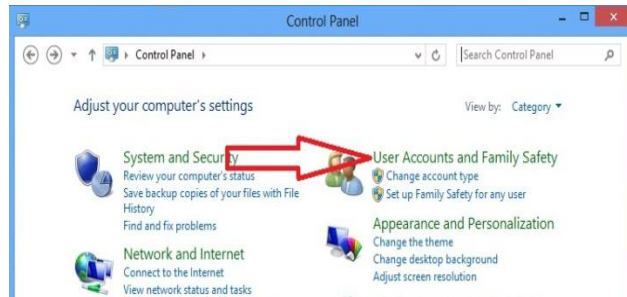 Control Panel
Control Panel
Search Control Panel
Adjust your computer's settings
View by: Category
System and Security
Review your computer's status
Save backup copies of your files with File
History
Find and fix problems
Network and Internet
Connect to the Internet
View network status and tasks
User Accounts and Family Safety
Change account type
Set up Family Safety for any user
Appearance and Personalization
Change the theme
Change desktop background
Adjust screen resolution